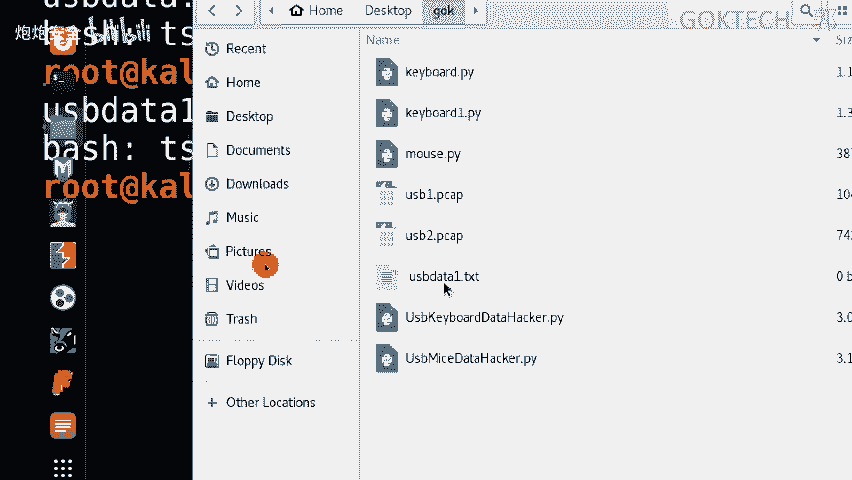 usbdata.
Home Desktop gok
GOKTECH
炮炮安全
bash: ts
root@kal
usbdata1
bash: ts
root@kal
Recent
Home
Desktop
Documents
Downloads
Music
Pictures
Videos
Trash
Floppy Disk
+ Other Locations
Name Siz
keyboard.py 1.1
keyboard1.py 1.3
mouse.py 38
usb1.pcap 10
usb2.pcap 74
usbdata1.txt 0 b
UsbKeyboardDataHacker.py 3.0
UsbMiceDataHacker.py 3.1